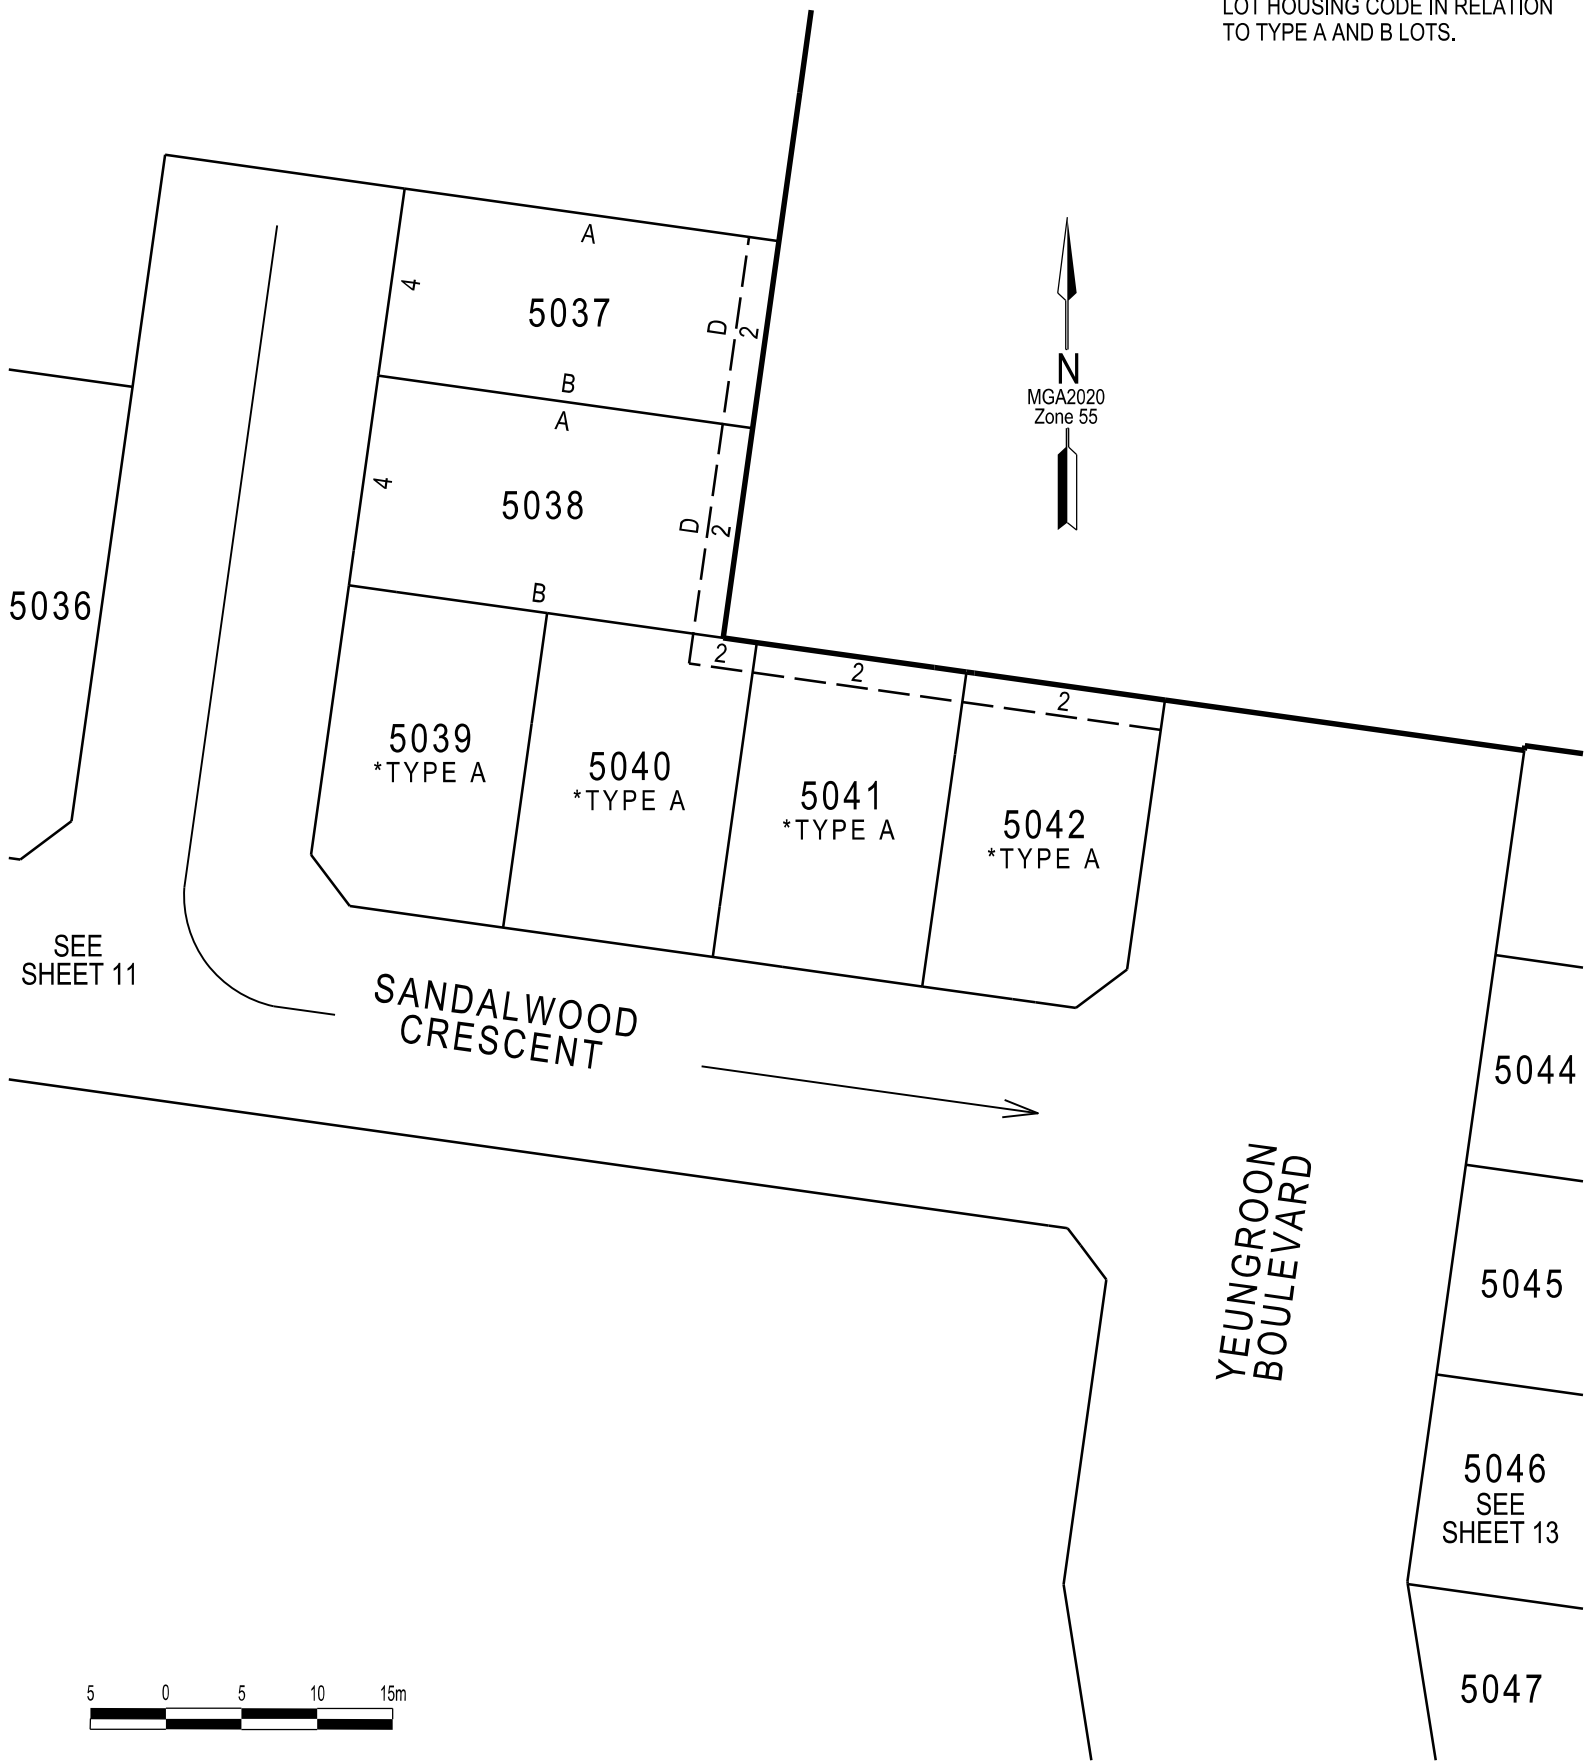 LOT HOUSING CODE IN RELATION
TO TYPE A AND B LOTS.
A
4
5037
D
2
B
A
4
5038
D
2
B
N
MGA2020
Zone 55
5036
2
2
2
5039
*TYPE A
5040
*TYPE A
5041
*TYPE A
5042
*TYPE A
SEE
SHEET 11
SANDALWOOD
CRESCENT
5044
YEUNGROON
BOULEVARD
5045
5046
SEE
SHEET 13
5047
5 0 5 10 15m